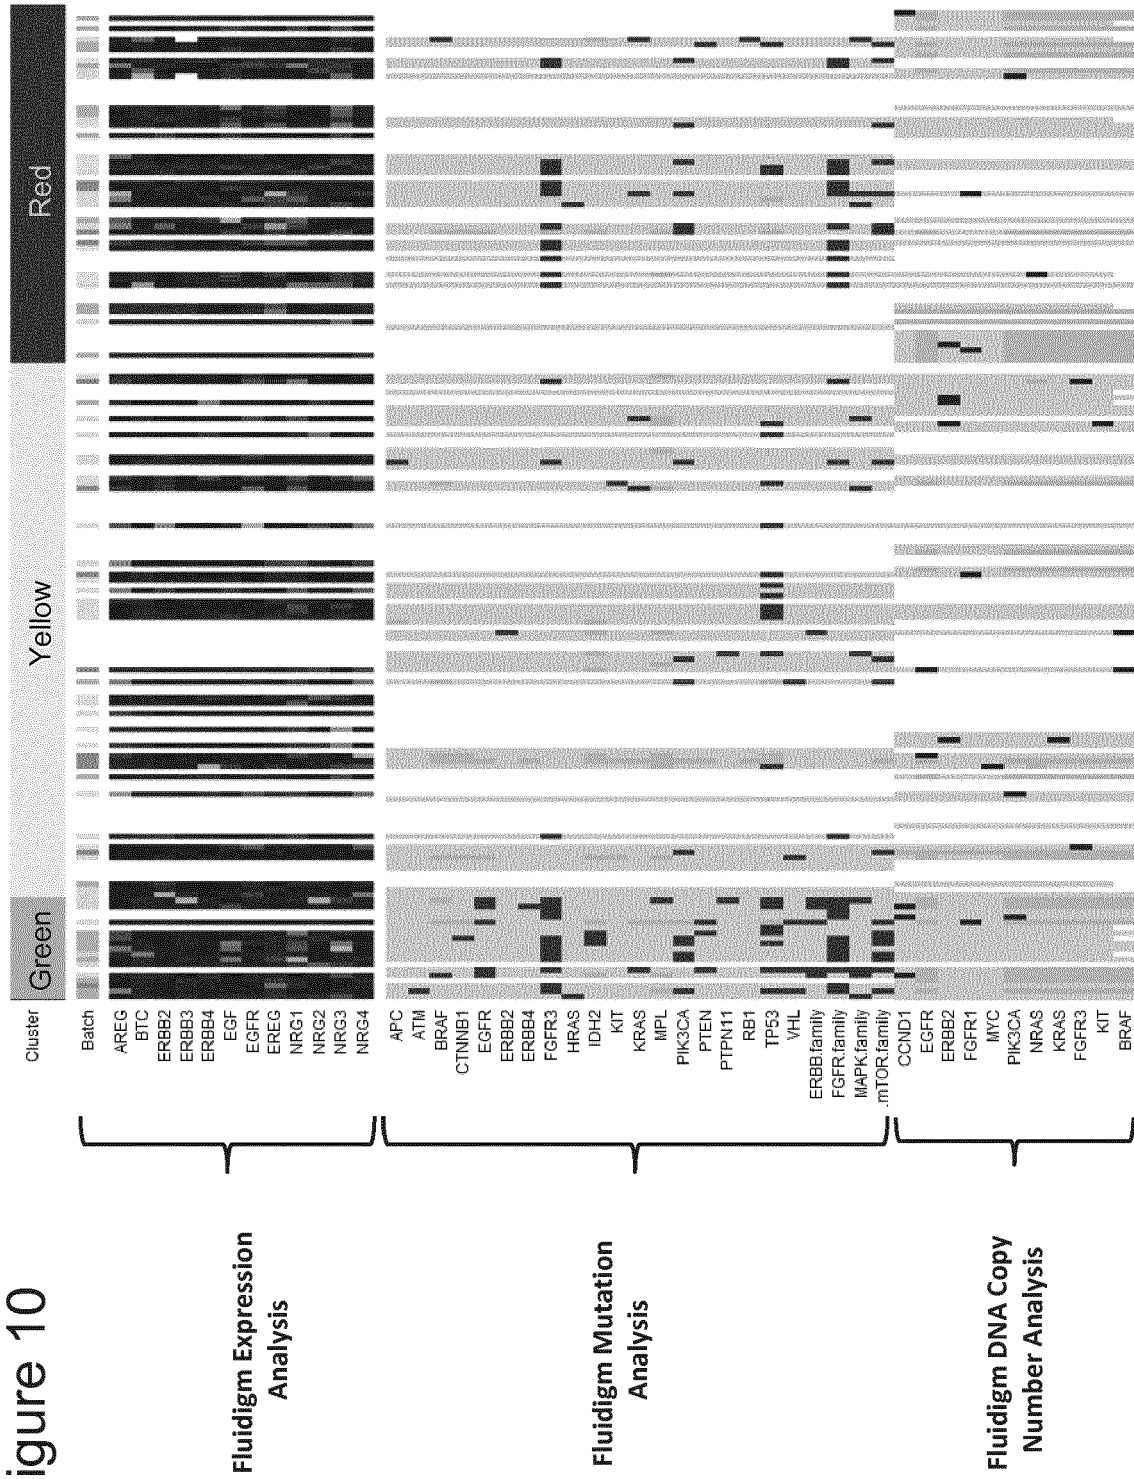 igure 10
Cluster
Green
Yellow
Red
Batch
AREG
BTC
ERBB2
ERBB3
ERBB4
EGF
EGFR
EREG
NRG1
NRG2
NRG3
NRG4
APC
ATM
BRAF
CTNNB1
EGFR
ERBB2
ERBB4
FGFR3
HRAS
IDH2
KIT
KRAS
MPL
PIK3CA
PTEN
PTPN11
RB1
TP53
VHL
ERBB.family
FGFR.family
MAPK.family
.mTOR.family
CCND1
EGFR
ERBB2
FGFR1
MYC
PIK3CA
NRAS
KRAS
FGFR3
KIT
BRAF
Fluidigm Expression
Analysis
Fluidigm Mutation
Analysis
Fluidigm DNA Copy
Number Analysis